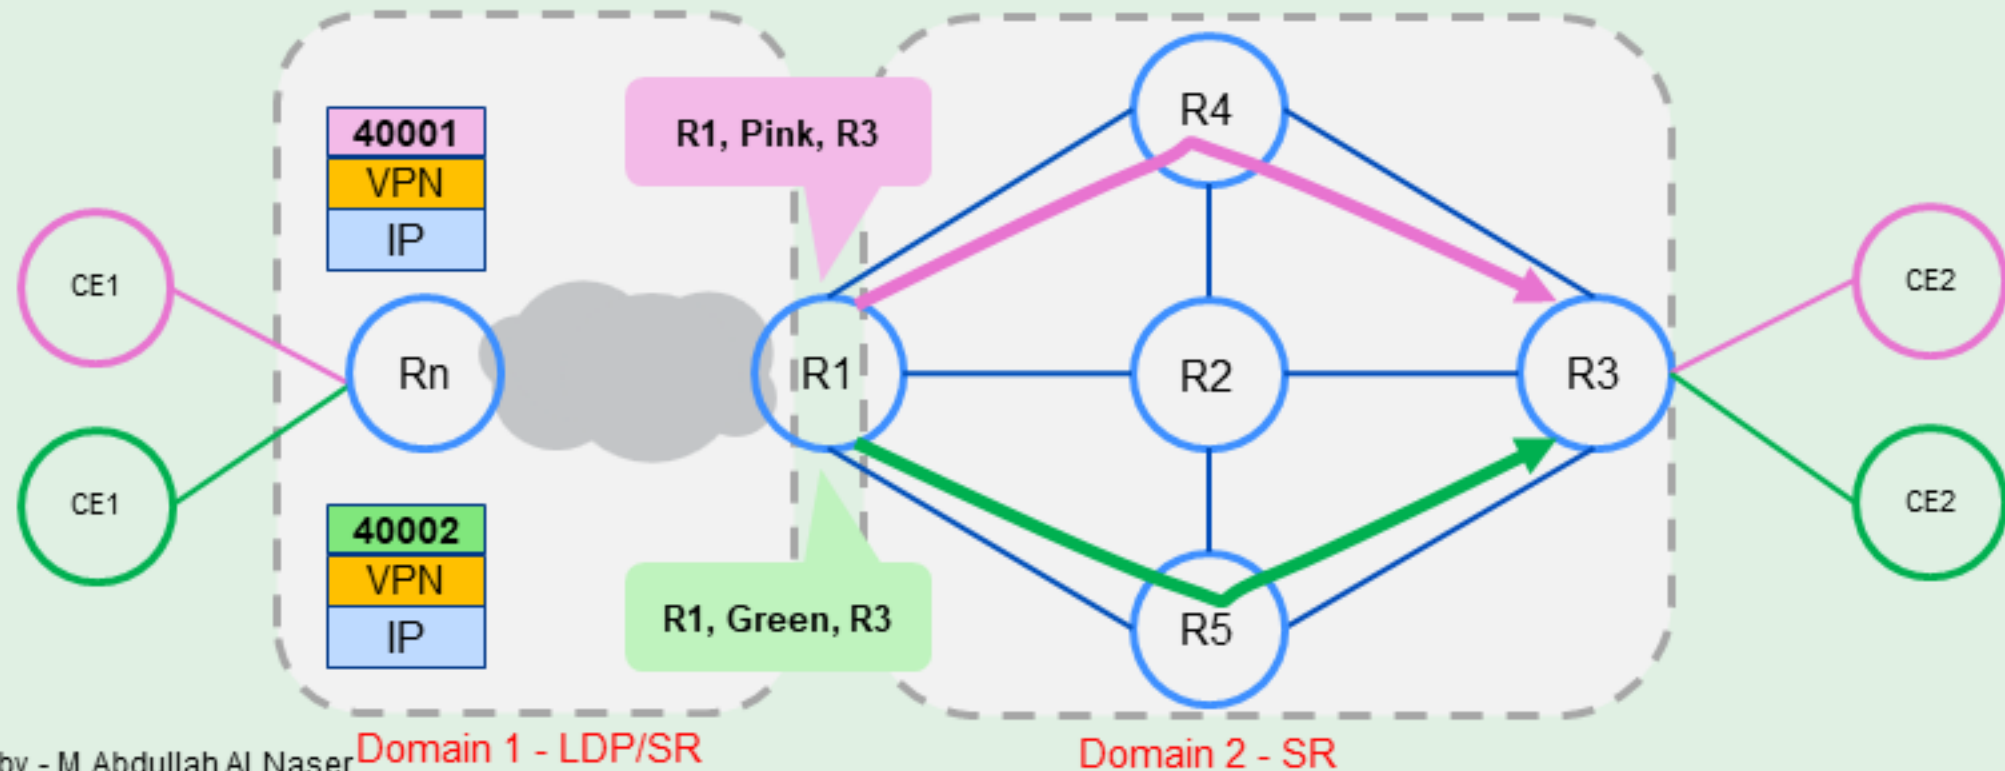 R4
40001
R1, Pink, R3
VPN
IP
CE1
CE2
Rn
R1
R2
R3
CE1
CE2
40002
VPN
R1, Green, R3
IP
R5
Domain 1 - LDP/SR
Domain 2 - SR
by - M Abdullah Al Naser